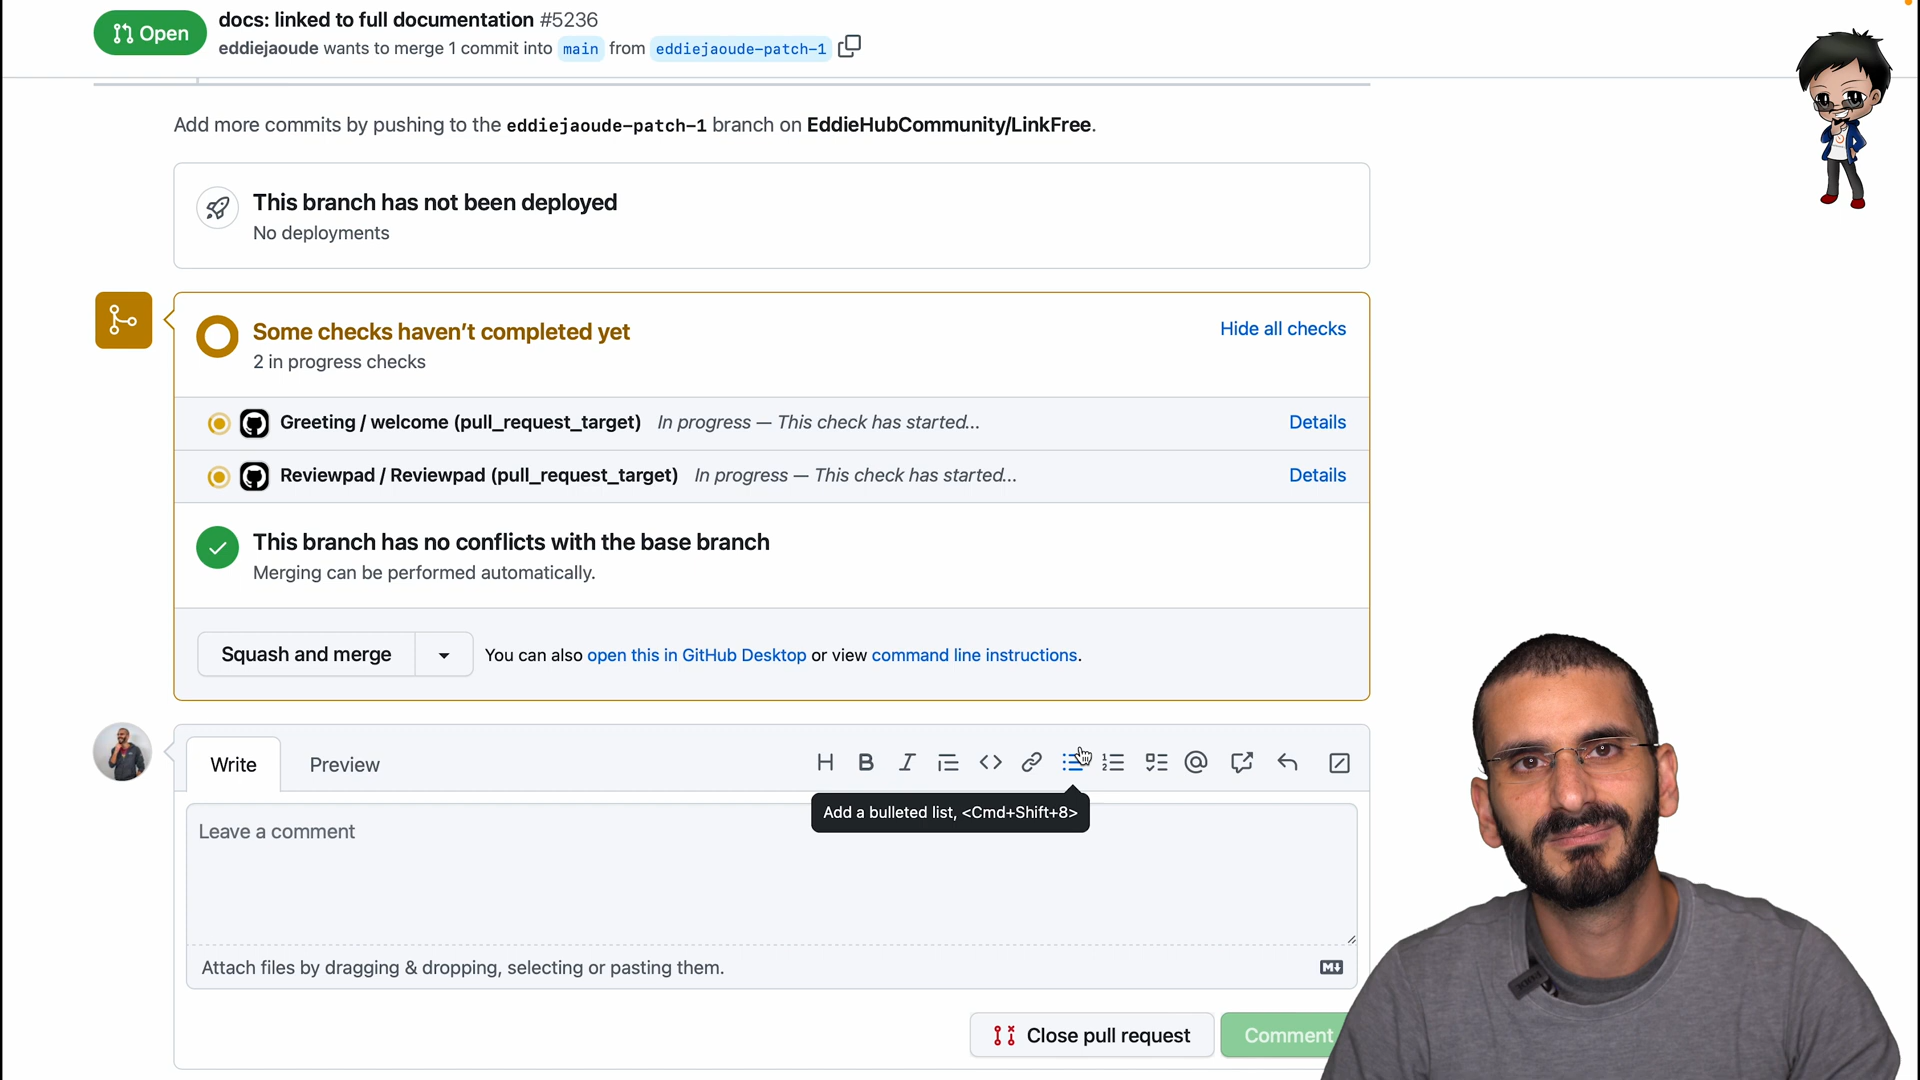 Open
docs: linked to full documentation #5236
eddiejaoude wants to merge 1 commit into main from eddiejaoude-patch-1
Add more commits by pushing to the eddiejaoude-patch-1 branch on EddieHubCommunity/LinkFree.
This branch has not been deployed
No deployments
Some checks haven’t completed yet
Hide all checks
2 in progress checks
Greeting / welcome (pull_request_target) In progress — This check has started... Details
Reviewpad / Reviewpad (pull_request_target) In progress — This check has started... Details
This branch has no conflicts with the base branch
Merging can be performed automatically.
Squash and merge
You can also open this in GitHub Desktop or view command line instructions.
Write Preview
Add a bulleted list, <Cmd+Shift+8>
Leave a comment
Attach files by dragging & dropping, selecting or pasting them.
Close pull request
Comment